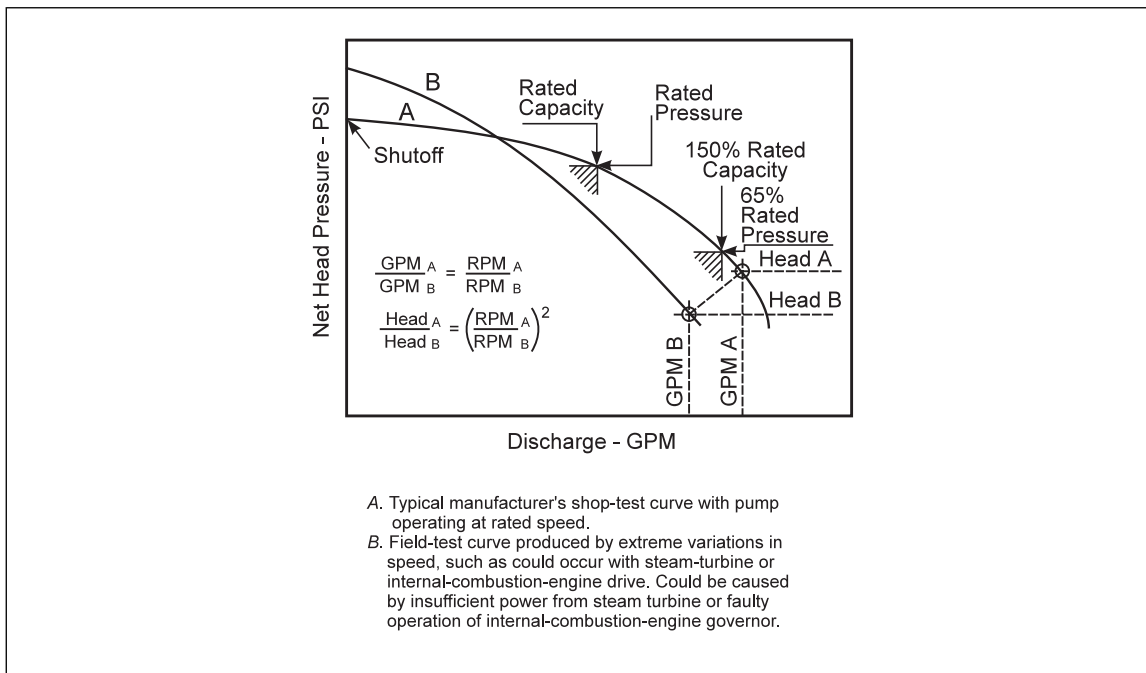 B
A
Shutoff
Rated
Capacity
Rated
Pressure
150% Rated
Capacity
65%
Rated
Pressure
Head A
Head B
GPM A / GPM B = RPM A / RPM B
Head A / Head B = (RPM A / RPM B)²
GPM B
GPM A
Net Head Pressure - PSI
Discharge - GPM
A. Typical manufacturer's shop-test curve with pump
operating at rated speed.
B. Field-test curve produced by extreme variations in
speed, such as could occur with steam-turbine or
internal-combustion-engine drive. Could be caused
by insufficient power from steam turbine or faulty
operation of internal-combustion-engine governor.